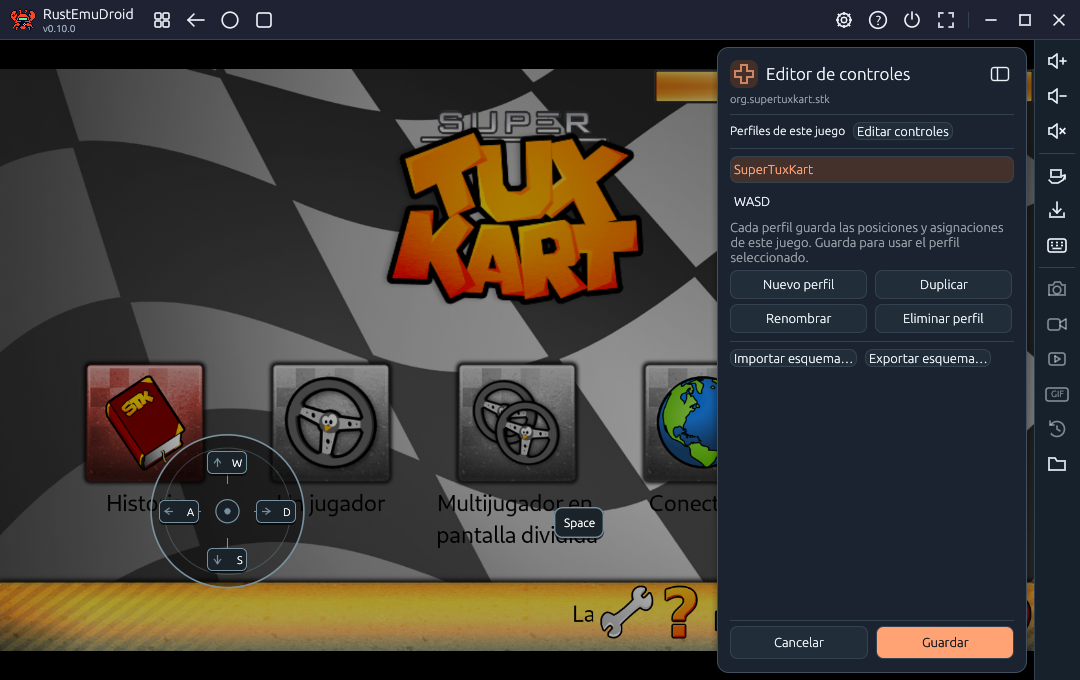 RustEmuDroid
v0.10.0
Editor de controles
org.supertuxkart.stk
Perfiles de este juego Editar controles
SuperTuxKart
WASD
Cada perfil guarda las posiciones y asignaciones
de este juego. Guarda para usar el perfil
seleccionado.
Nuevo perfil Duplicar
Renombrar Eliminar perfil
Importar esquema... Exportar esquema...
Cancelar Guardar
GIF
SUPER
TUX
KART
STK
Un jugador
Multijugador en
pantalla dividida
W
A D
S
Space
La